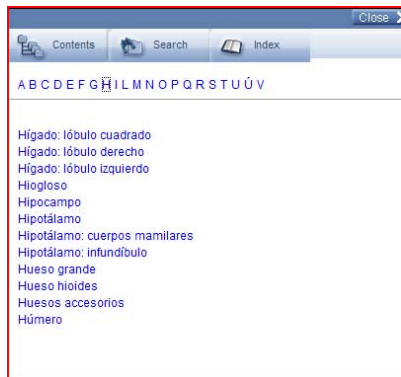 Close X
Contents Search Index
A B C D E F G H I L M N O P Q R S T U Ú V
Hígado: lóbulo cuadrado
Hígado: lóbulo derecho
Hígado: lóbulo izquierdo
Hiogloso
Hipocampo
Hipotálamo
Hipotálamo: cuerpos mamilares
Hipotálamo: infundíbulo
Hueso grande
Hueso hioides
Huesos accesorios
Húmero